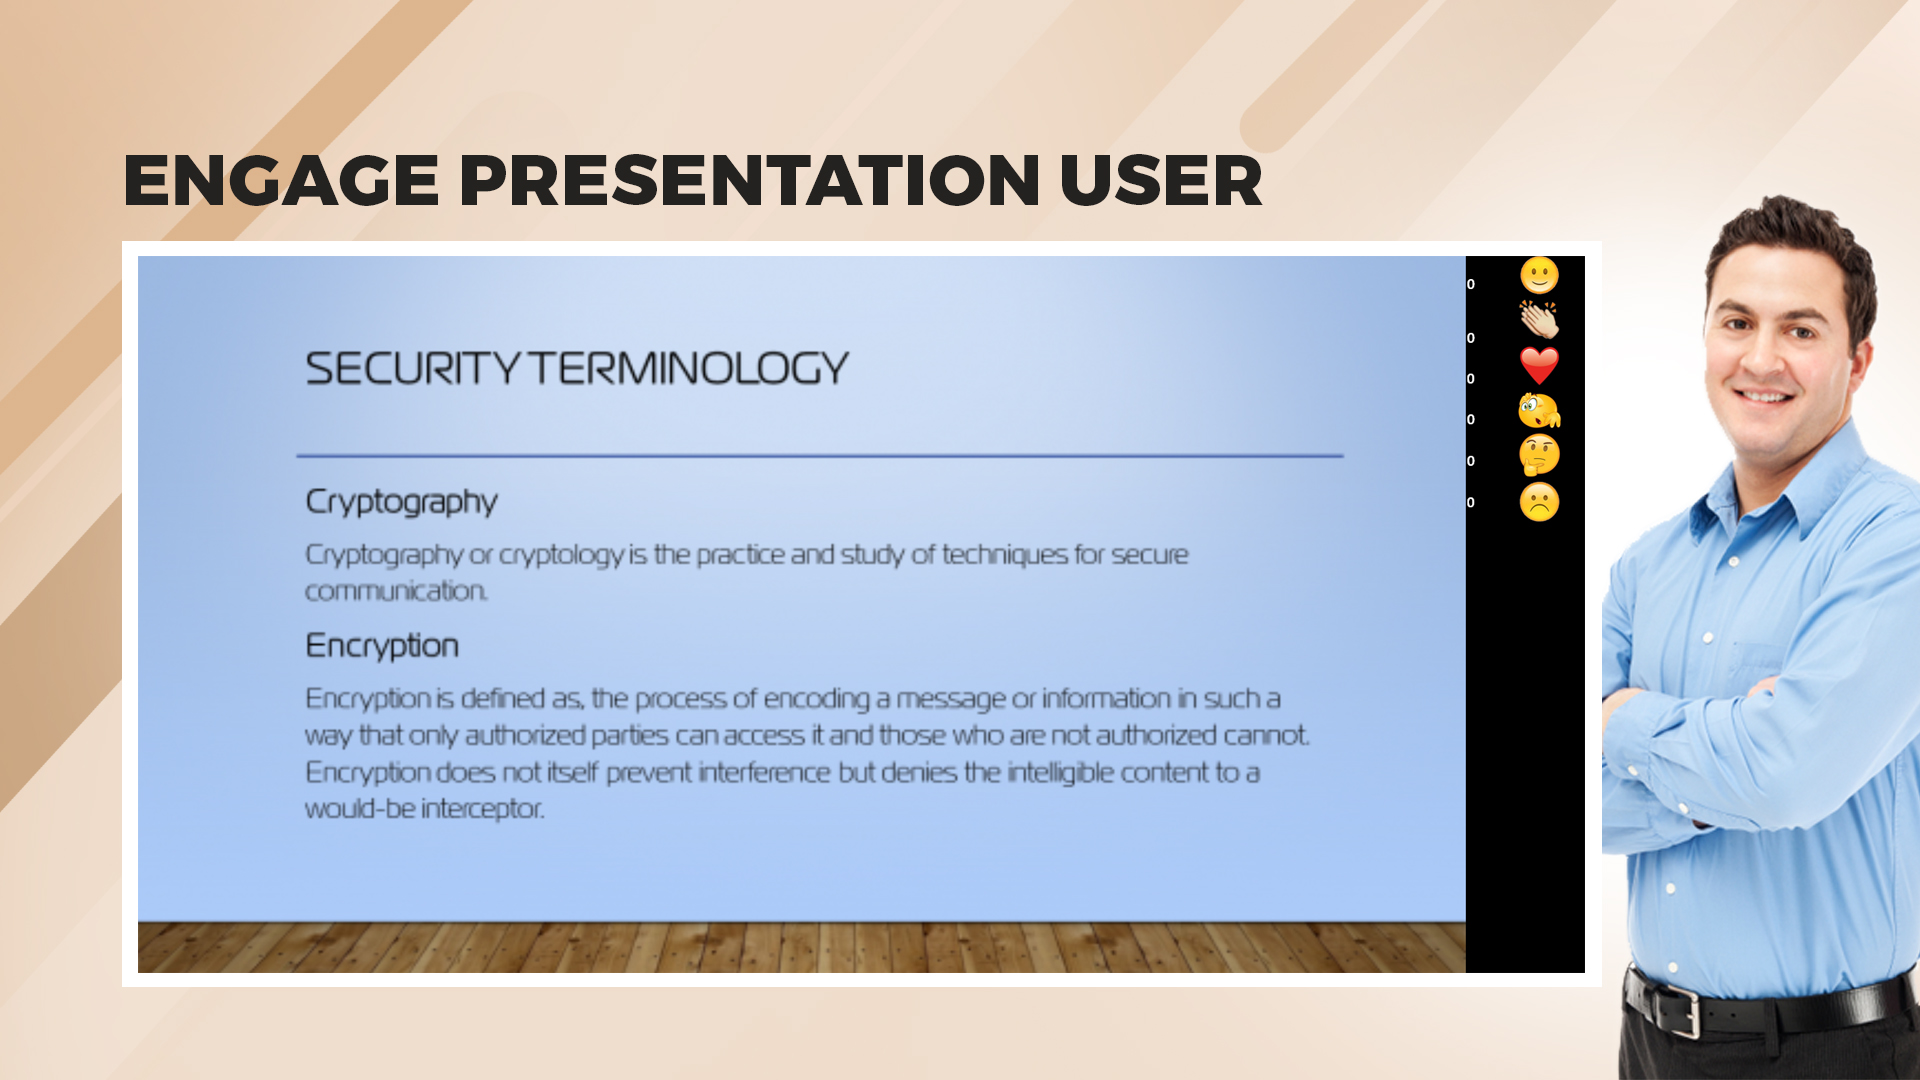 ENGAGE PRESENTATION USER
SECURITY TERMINOLOGY
Cryptography
Cryptography or cryptology is the practice and study of techniques for secure
communication.
Encryption
Encryption is defined as, the process of encoding a message or information in such a
way that only authorized parties can access it and those who are not authorized cannot.
Encryption does not itself prevent interference but denies the intelligible content to a
would-be interceptor.
0
0
0
0
0
0